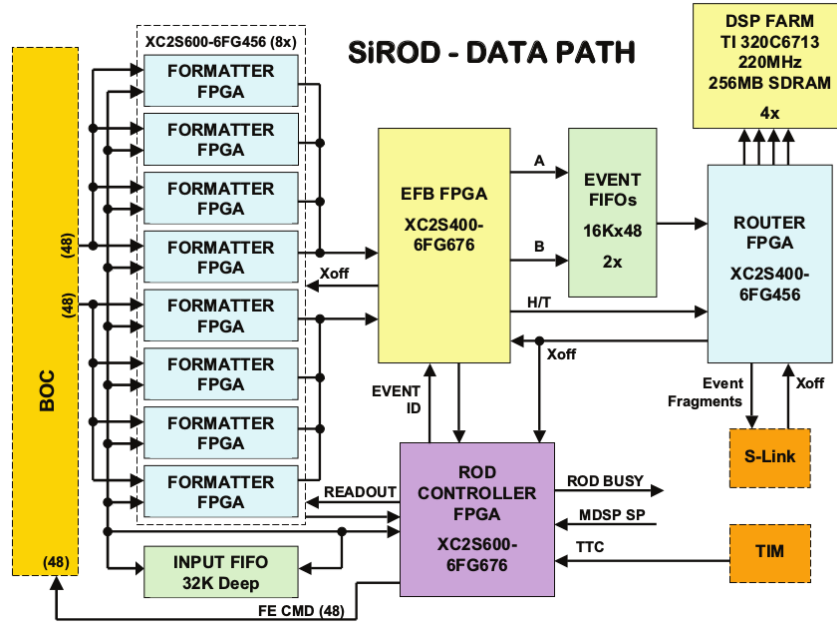 XC2S600-6FG456 (8x)
SiROD - DATA PATH
DSP FARM
TI 320C6713
220MHz
256MB SDRAM
4x
FORMATTER
FPGA
FORMATTER
FPGA
FORMATTER
FPGA
FORMATTER
FPGA
FORMATTER
FPGA
FORMATTER
FPGA
FORMATTER
FPGA
FORMATTER
FPGA
BOC
(48)
(48)
(48)
EFB FPGA
XC2S400-
6FG676
A
B
EVENT
FIFOs
16Kx48
2x
ROUTER
FPGA
XC2S400-
6FG456
Xoff
H/T
Xoff
EVENT
ID
Event
Fragments
Xoff
S-Link
READOUT
ROD
CONTROLLER
FPGA
XC2S600-
6FG676
ROD BUSY
MDSP SP
TTC
TIM
INPUT FIFO
32K Deep
FE CMD (48)